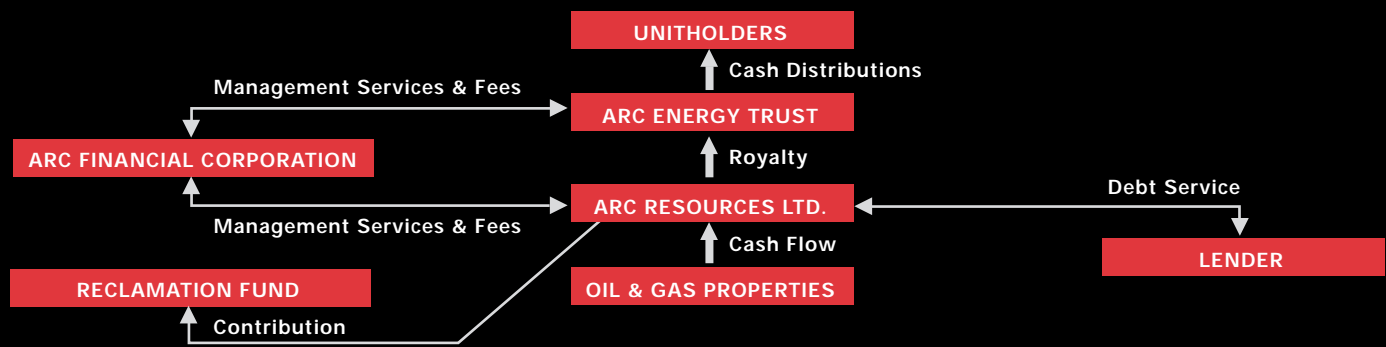 UNITHOLDERS
Cash Distributions
Management Services & Fees
ARC ENERGY TRUST
ARC FINANCIAL CORPORATION
Royalty
Debt Service
ARC RESOURCES LTD.
Management Services & Fees
Cash Flow
LENDER
RECLAMATION FUND
OIL & GAS PROPERTIES
Contribution